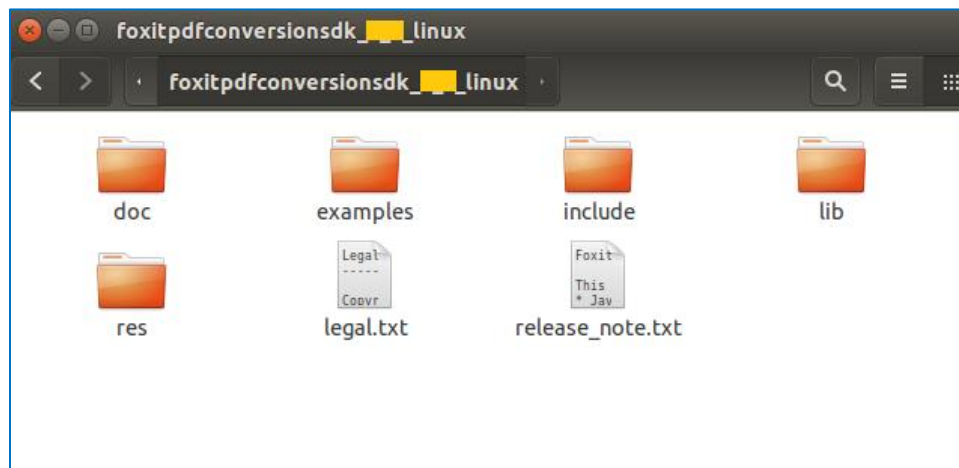 foxitpdfconversionsdk_ _ _linux
foxitpdfconversionsdk_ _ _linux
doc
examples
include
lib
res
Legal
-----
Copyr
legal.txt
Foxit
This
* Jav
release_note.txt